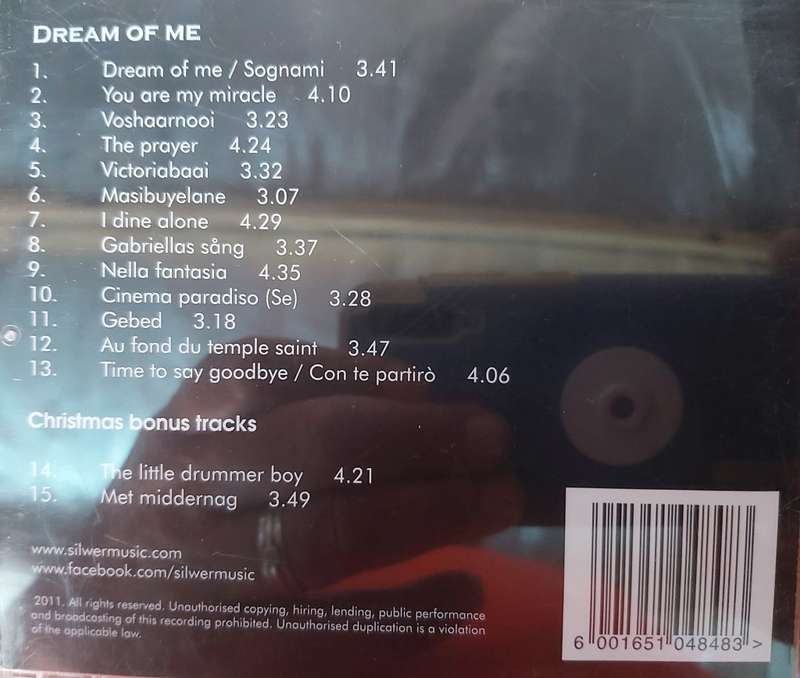 DREAM OF ME
1. Dream of me / Sognami 3.41
2. You are my miracle 4.10
3. Voshaarnooi 3.23
4. The prayer 4.24
5. Victoriabaai 3.32
6. Masibuyelane 3.07
7. I dine alone 4.29
8. Gabriellas sång 3.37
9. Nella fantasia 4.35
10. Cinema paradiso (Se) 3.28
11. Gebed 3.18
12. Au fond du temple saint 3.47
13. Time to say goodbye / Con te partirò 4.06
Christmas bonus tracks
14. The little drummer boy 4.21
15. Met middernag 3.49
www.silwermusic.com
www.facebook.com/silwermusic
2011. All rights reserved. Unauthorised copying, hiring, lending, public performance
and broadcasting of this recording prohibited. Unauthorised duplication is a violation
of the applicable law.
6 001651 048483 >